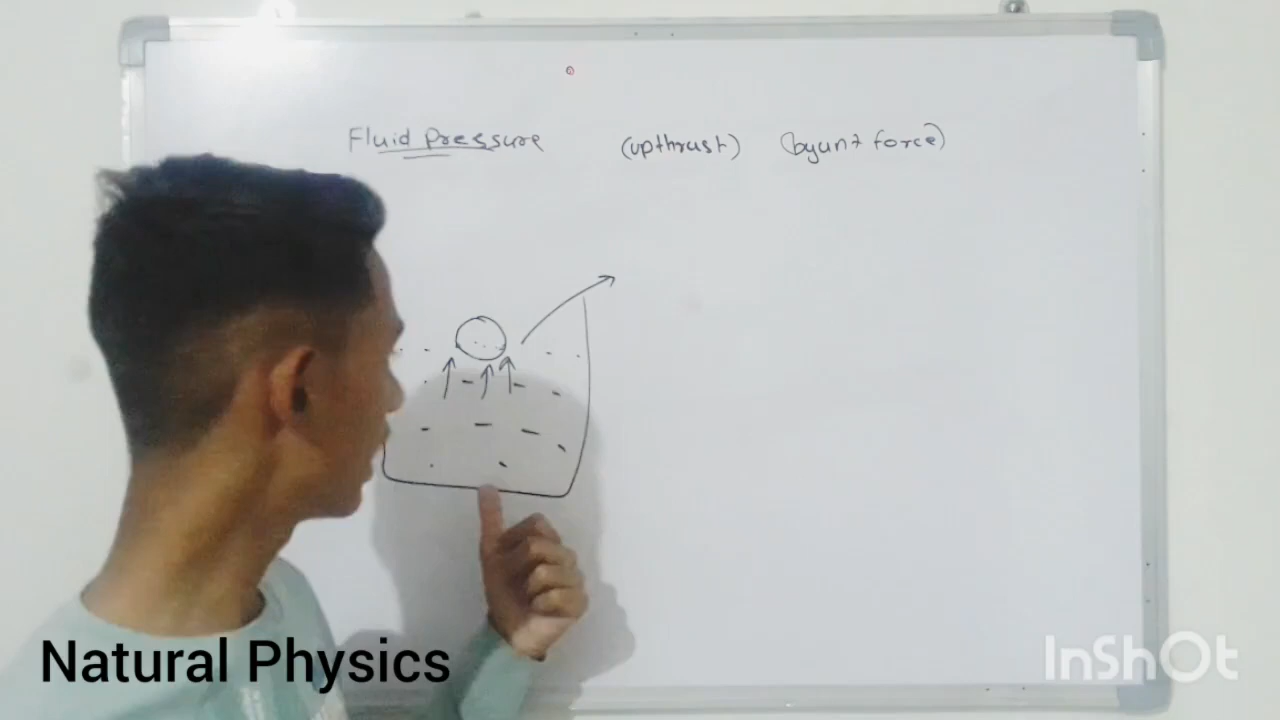 Fluid Pressure (upthrust) (byunt force)
Natural Physics
InShOt